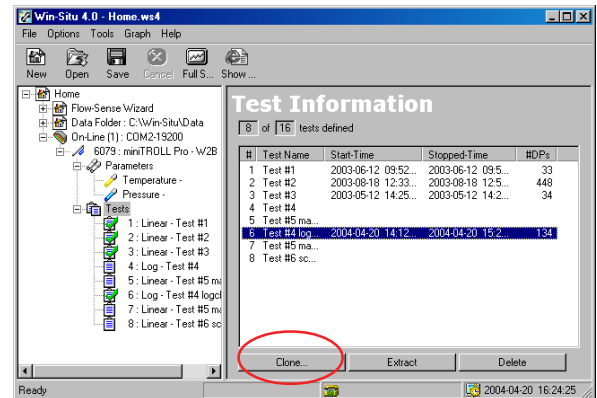 Win-Situ 4.0 - Home.ws4
File Options Tools Graph Help
New Open Save Cancel Full S... Show...
Home
Flow-Sense Wizard
Data Folder : C:\Win-Situ\Data
On-Line (1) : COM2-19200
6079 : miniTROLL Pro - W2B
Parameters
Temperature -
Pressure -
Tests
1 : Linear - Test #1
2 : Linear - Test #2
3 : Linear - Test #3
4 : Log - Test #4
5 : Linear - Test #5 ma
6 : Log - Test #4 logcl
7 : Linear - Test #5 ma
8 : Linear - Test #6 sc
Test Information
8 of 16 tests defined
# Test Name Start-Time Stopped-Time #DPs
1 Test #1 2003-06-12 09:52... 2003-06-12 09:5... 33
2 Test #2 2003-08-18 12:33... 2003-08-18 12:5... 448
3 Test #3 2003-05-12 14:25... 2003-05-12 14:2... 34
4 Test #4
5 Test #5 ma...
6 Test #4 log... 2004-04-20 14:12... 2004-04-20 15:2... 134
7 Test #5 ma...
8 Test #6 sc...
Clone... Extract Delete
Ready 2004-04-20 16:24:25